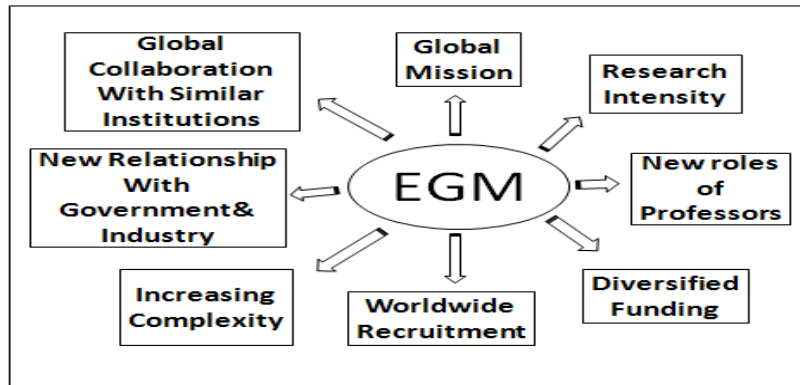 Global
Collaboration
With Similar
Institutions
Global
Mission
Research
Intensity
New Relationship
With
Government&
Industry
EGM
New roles
of
Professors
Increasing
Complexity
Worldwide
Recruitment
Diversified
Funding